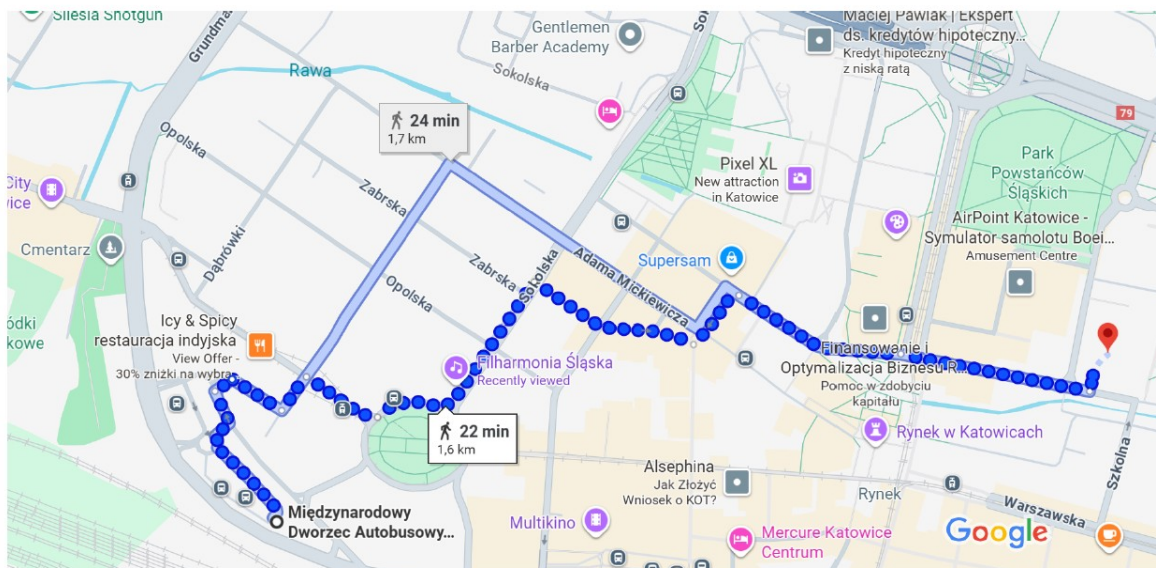 Silesia Shotgun
Grundma
Gentlemen
Barber Academy
Sokolska
Maciej Pawlak | Ekspert
ds. kredytów hipoteczny...
Kredyt hipoteczny
z niską ratą
79
Rawa
Opolska
24 min
1,7 km
Zabrska
Pixel XL
New attraction
in Katowice
Park
Powstańców
Śląskich
City
Cmentarz
Dąbrówki
Zabrska
Opolska
Sokolska
Adama Mickiewicza
Supersam
AirPoint Katowice -
Symulator samolotu Boei...
Amusement Centre
Icy & Spicy
restauracja indyjska
View Offer -
30% zniżki na wybra...
Filharmonia Śląska
Recently viewed
Finansowanie i
Optymalizacja Biznesu R...
Pomoc w zdobyciu
kapitału
22 min
1,6 km
Rynek w Katowicach
Szkolna
Alsephina
Jak Złożyć
Wniosek o KOT?
Rynek
Warszawska
Międzynarodowy
Dworzec Autobusowy...
Multikino
Mercure Katowice
Centrum
Google